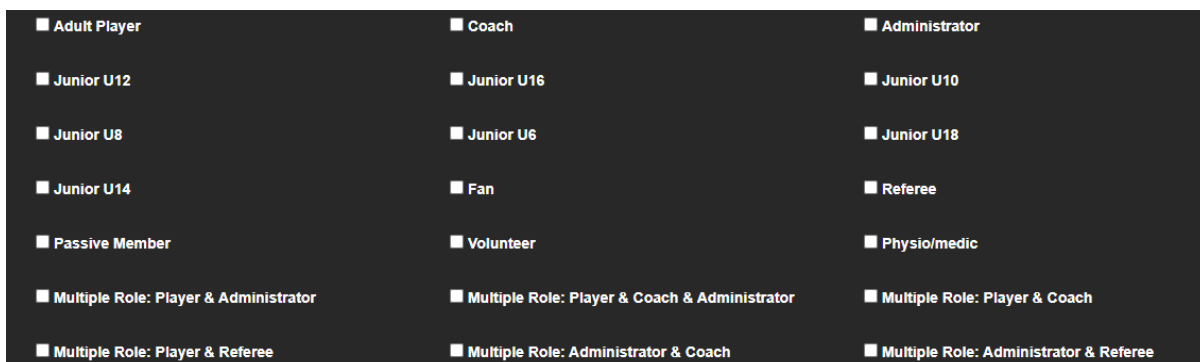 Adult Player Coach Administrator
Junior U12 Junior U16 Junior U10
Junior U8 Junior U6 Junior U18
Junior U14 Fan Referee
Passive Member Volunteer Physio/medic
Multiple Role: Player & Administrator Multiple Role: Player & Coach & Administrator Multiple Role: Player & Coach
Multiple Role: Player & Referee Multiple Role: Administrator & Coach Multiple Role: Administrator & Referee